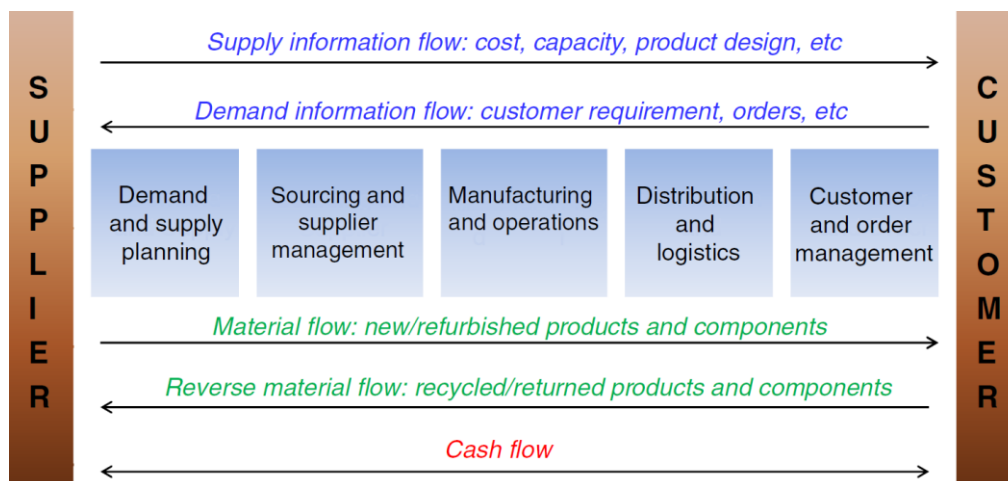 SUPPLIER
Supply information flow: cost, capacity, product design, etc
Demand information flow: customer requirement, orders, etc
Demand
and supply
planning
Sourcing and
supplier
management
Manufacturing
and operations
Distribution
and
logistics
Customer
and order
management
Material flow: new/refurbished products and components
Reverse material flow: recycled/returned products and components
Cash flow
CUSTOMER